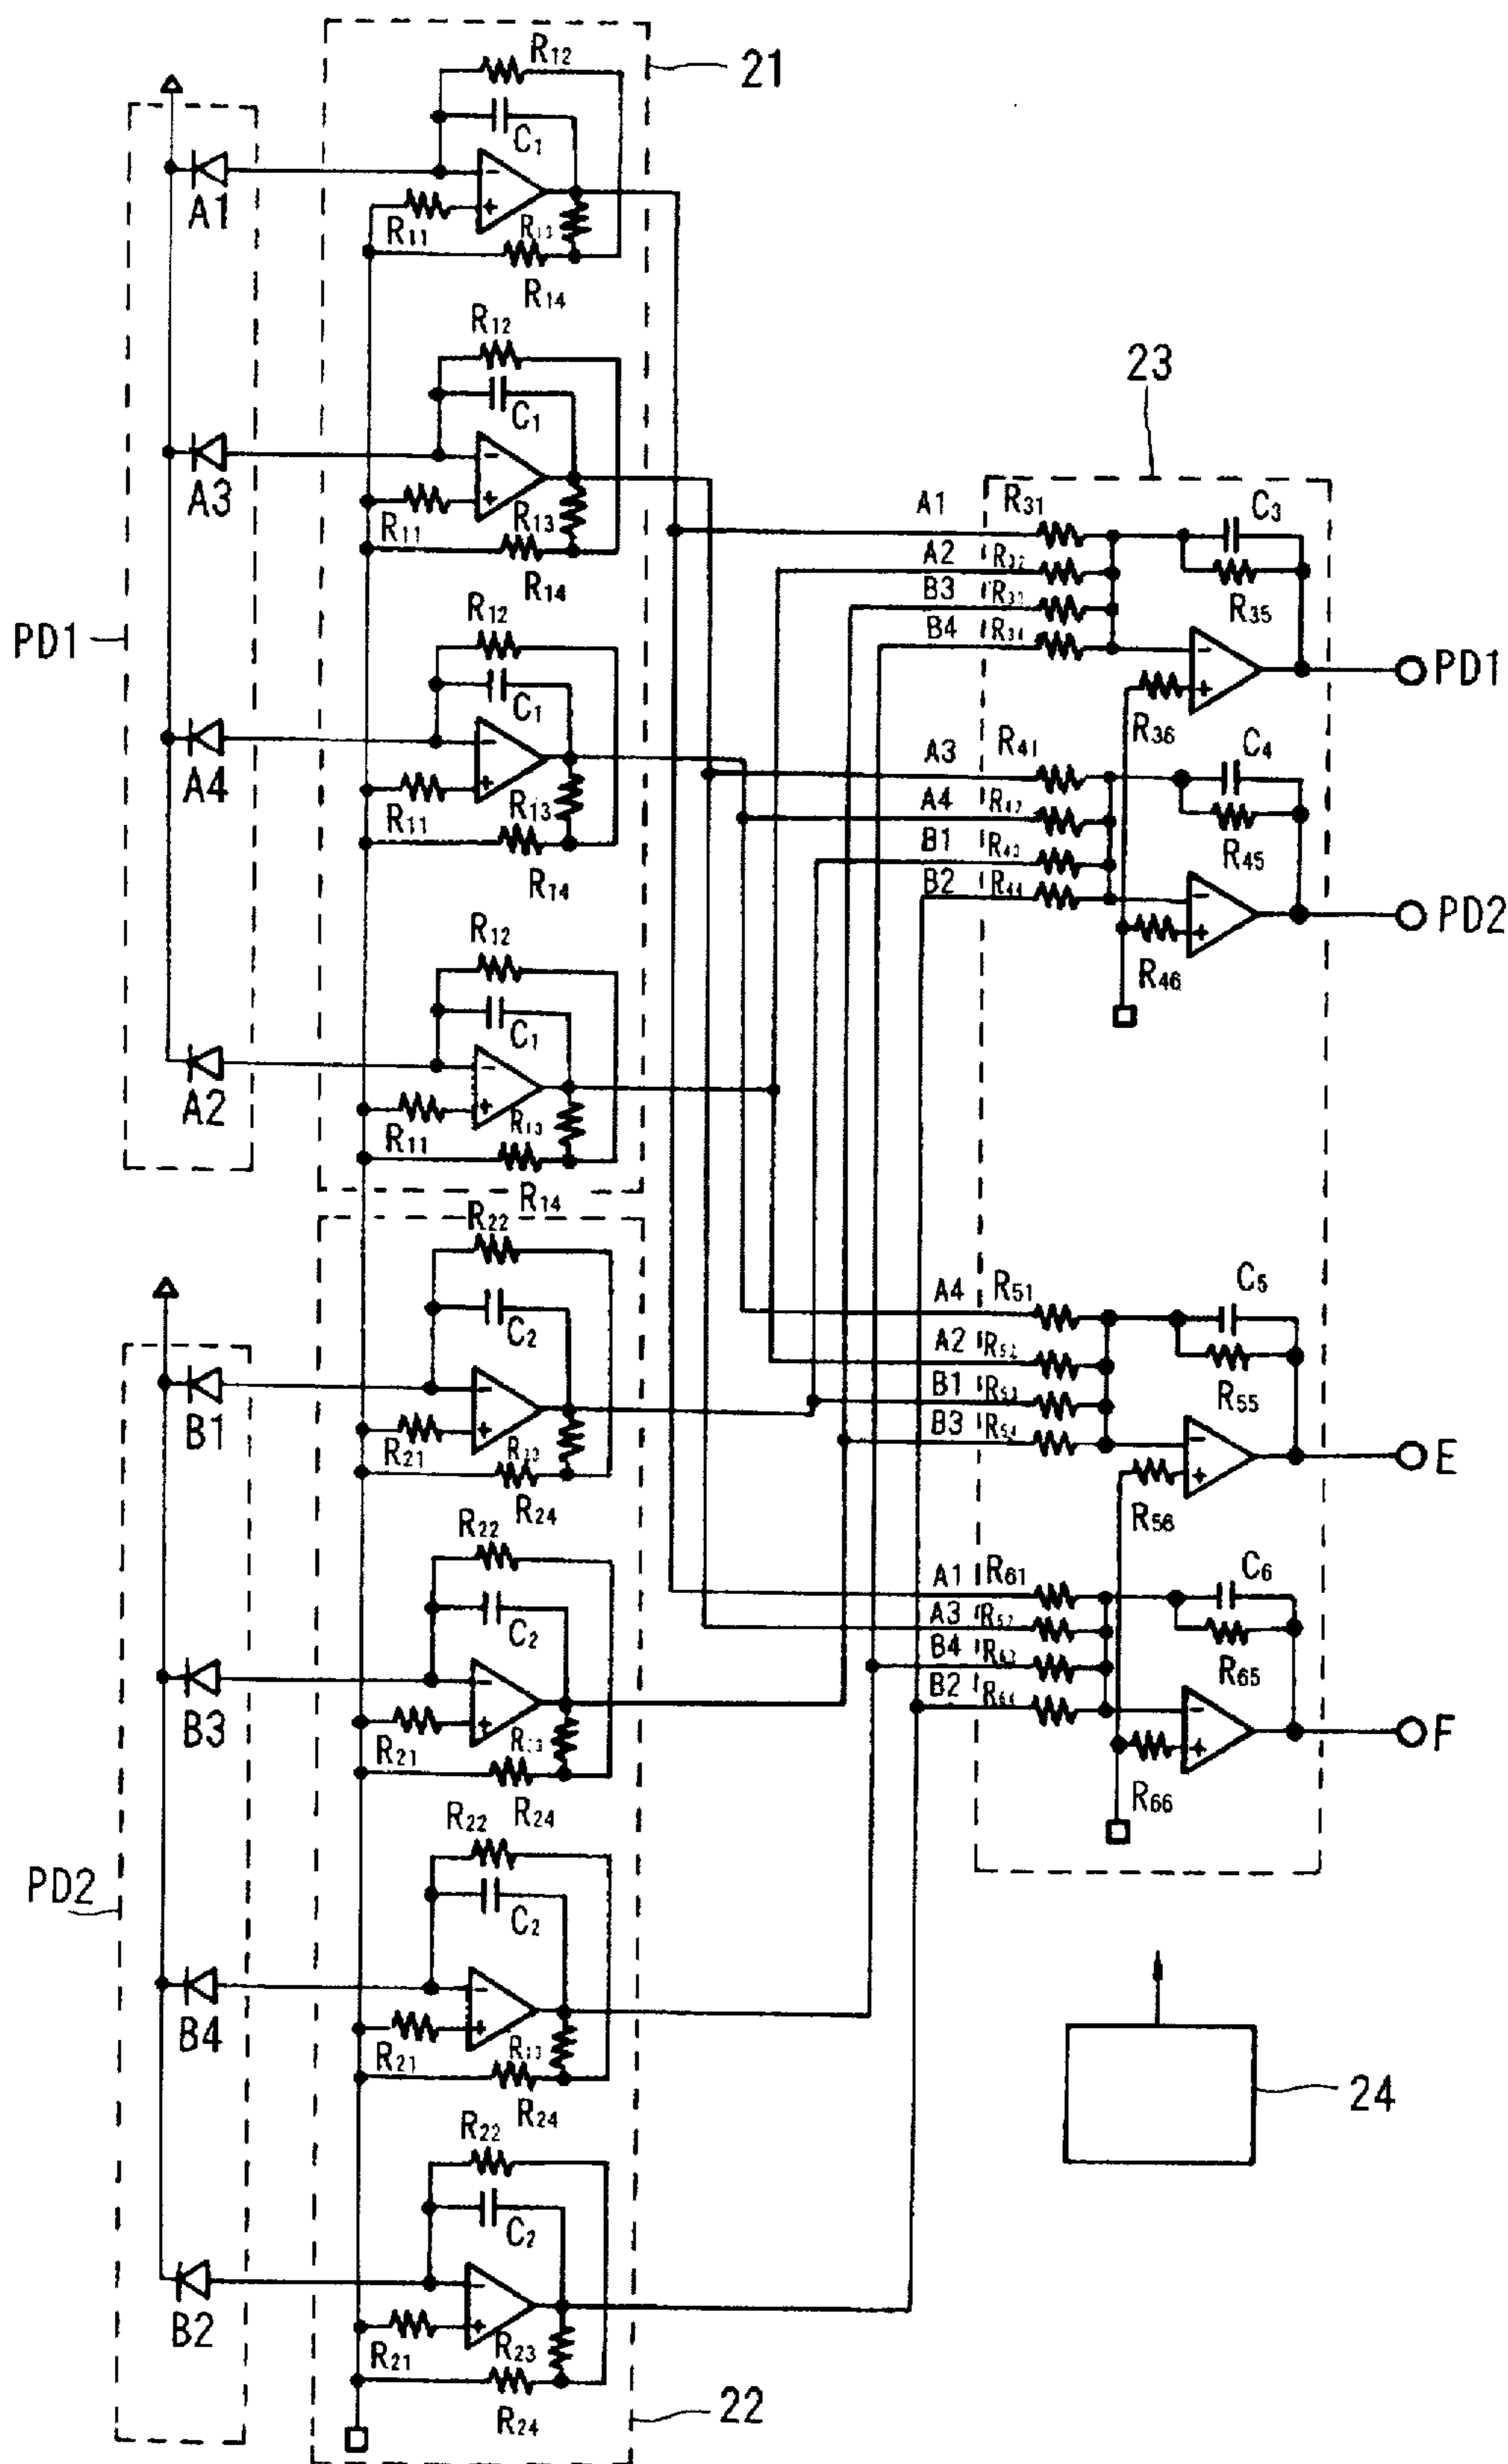 R12
21
C1
A1
R11
R13
R14
R12
C1
A3
R11
R13
R14
23
A1
R31
C3
A2
R32
B3
R33
B4
R34
R35
PD1
R36
R12
PD1
C1
A4
R11
R13
R14
A3
R41
C4
A4
R42
B1
R43
B2
R44
R45
PD2
R46
R12
C1
A2
R11
R13
R14
R22
C2
B1
R21
R24
A4
R51
C5
A2
R52
B1
R53
B3
R54
R55
E
R56
R22
C2
B3
R21
R24
A1
R61
C6
A3
B4
R63
B2
R64
R65
F
R66
R22
PD2
C2
B4
R21
R24
24
R22
C2
B2
R21
R23
R24
22